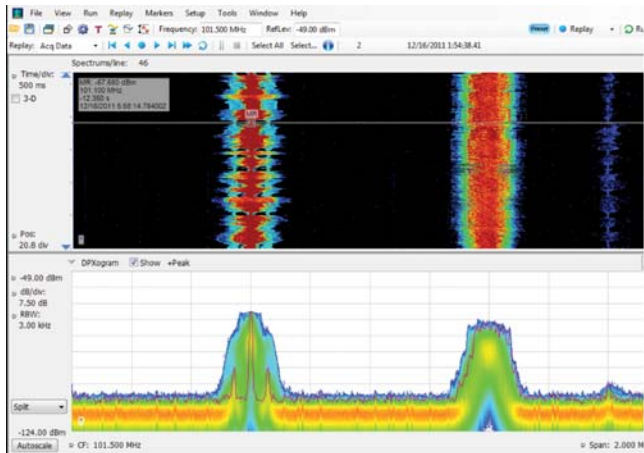 File View Run Replay Markers Setup Tools Window Help
Frequency: 101.500 MHz RefLev: -49.00 dBm Preset Replay Ru
Replay: Acq Data Select All Select... 2 12/16/2011 1:54:38.41
Time/div: Spectrums/line: 46
500 ms
3-D
MR: -67.680 dBm
101.100 MHz
MR
Pos:
20.8 div
DPXogram Show +Peak
-49.00 dBm
dB/div:
7.50 dB
RBW:
3.00 kHz
Split
-124.00 dBm
Autoscale CF: 101.500 MHz Span: 2.000 M